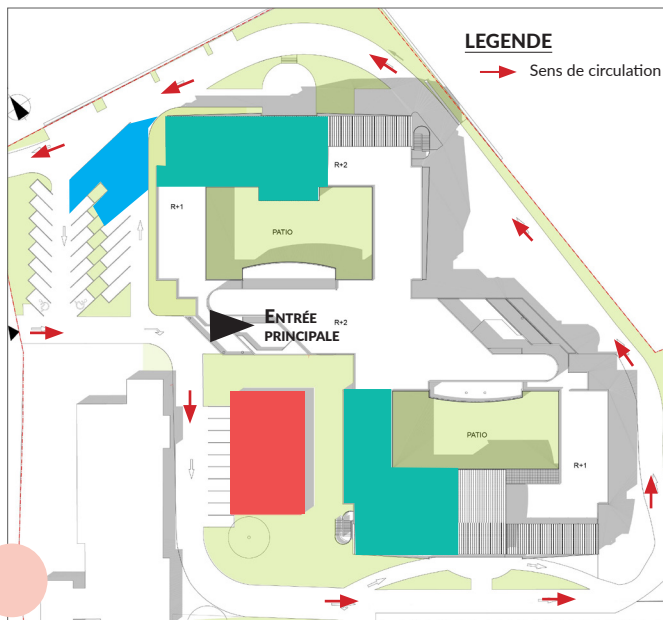 LEGENDE
Sens de circulation
R+2
R+1
PATIO
ENTRÉE
PRINCIPALE
R+2
PATIO
R+1